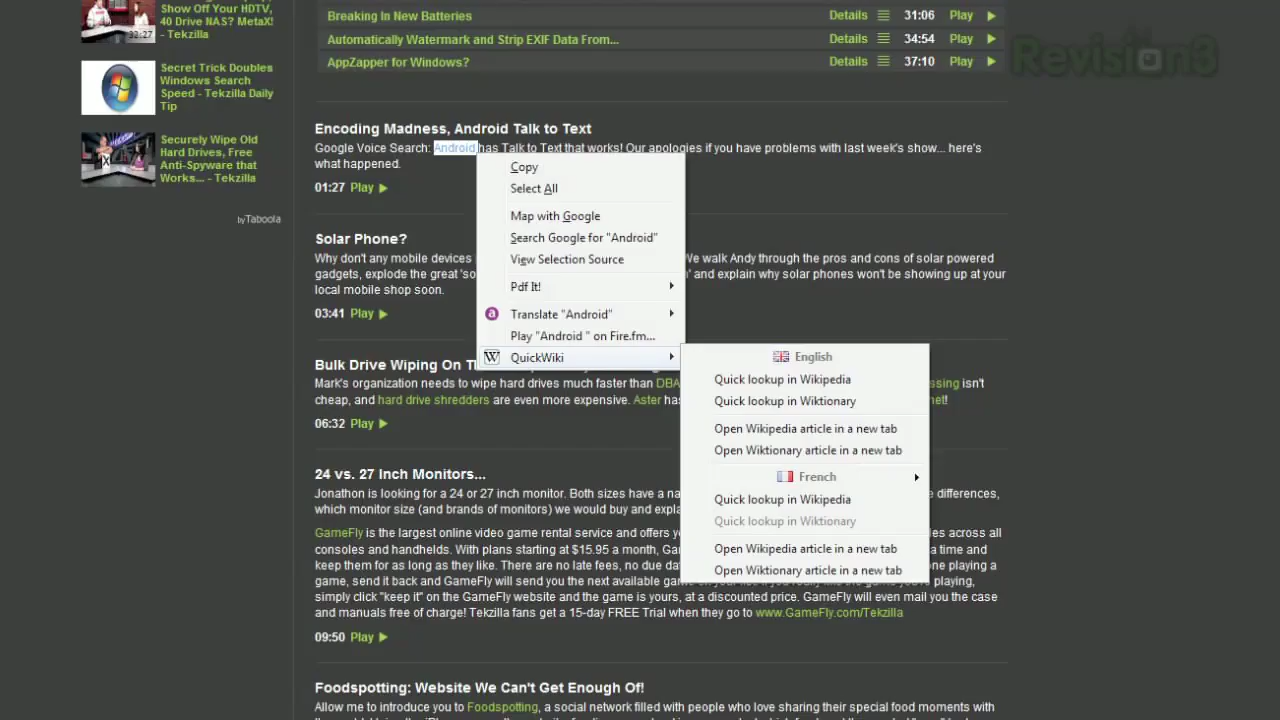 Show Off Your HDTV,
40 Drive NAS? MetaX!
- Tekzilla
32:27
Secret Trick Doubles
Windows Search
Speed - Tekzilla Daily
Tip
Securely Wipe Old
Hard Drives, Free
Anti-Spyware that
Works... - Tekzilla
byTaboola
Breaking In New Batteries Details 31:06 Play
Automatically Watermark and Strip EXIF Data From... Details 34:54 Play
AppZapper for Windows? Details 37:10 Play
Revision3
Encoding Madness, Android Talk to Text
Google Voice Search: Android has Talk to Text that works! Our apologies if you have problems with last week's show... here's
what happened.
01:27 Play
Solar Phone?
Why don't any mobile devices We walk Andy through the pros and cons of solar powered
gadgets, explode the great 'so ' and explain why solar phones won't be showing up at your
local mobile shop soon.
03:41 Play
Bulk Drive Wiping On Th
Mark's organization needs to wipe hard drives much faster than DBA ssing isn't
cheap, and hard drive shredders are even more expensive. Aster has net!
06:32 Play
24 vs. 27 Inch Monitors...
Jonathon is looking for a 24 or 27 inch monitor. Both sizes have a na e differences,
which monitor size (and brands of monitors) we would buy and expla
GameFly is the largest online video game rental service and offers yo les across all
consoles and handhelds. With plans starting at $15.95 a month, Gam a time and
keep them for as long as they like. There are no late fees, no due dat one playing a
game, send it back and GameFly will send you the next available game playing,
simply click "keep it" on the GameFly website and the game is yours, at a discounted price. GameFly will even mail you the case
and manuals free of charge! Tekzilla fans get a 15-day FREE Trial when they go to www.GameFly.com/Tekzilla
09:50 Play
Foodspotting: Website We Can't Get Enough Of!
Allow me to introduce you to Foodspotting, a social network filled with people who love sharing their special food moments with
Copy
Select All
Map with Google
Search Google for "Android"
View Selection Source
Pdf It!
Translate "Android"
Play "Android " on Fire.fm...
QuickWiki
English
Quick lookup in Wikipedia
Quick lookup in Wiktionary
Open Wikipedia article in a new tab
Open Wiktionary article in a new tab
French
Quick lookup in Wikipedia
Quick lookup in Wiktionary
Open Wikipedia article in a new tab
Open Wiktionary article in a new tab